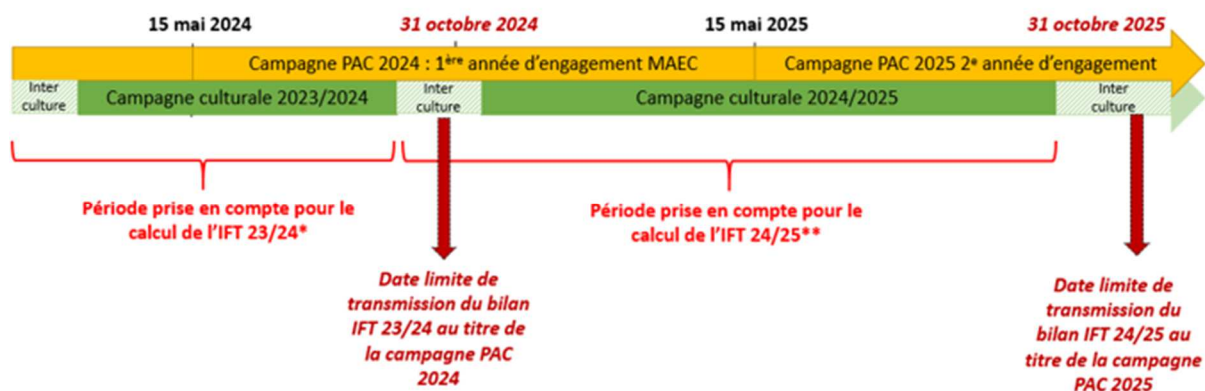 15 mai 2024
31 octobre 2024
15 mai 2025
31 octobre 2025
Campagne PAC 2024 : 1ère année d'engagement MAEC
Campagne PAC 2025 2e année d'engagement
Inter
culture
Campagne culturale 2023/2024
Inter
culture
Campagne culturale 2024/2025
Inter
culture
Période prise en compte pour le
calcul de l'IFT 23/24*
Période prise en compte pour le
calcul de l'IFT 24/25**
Date limite de
transmission du bilan
IFT 23/24 au titre de
la campagne PAC
2024
Date limite de
transmission du
bilan IFT 24/25 au
titre de la campagne
PAC 2025